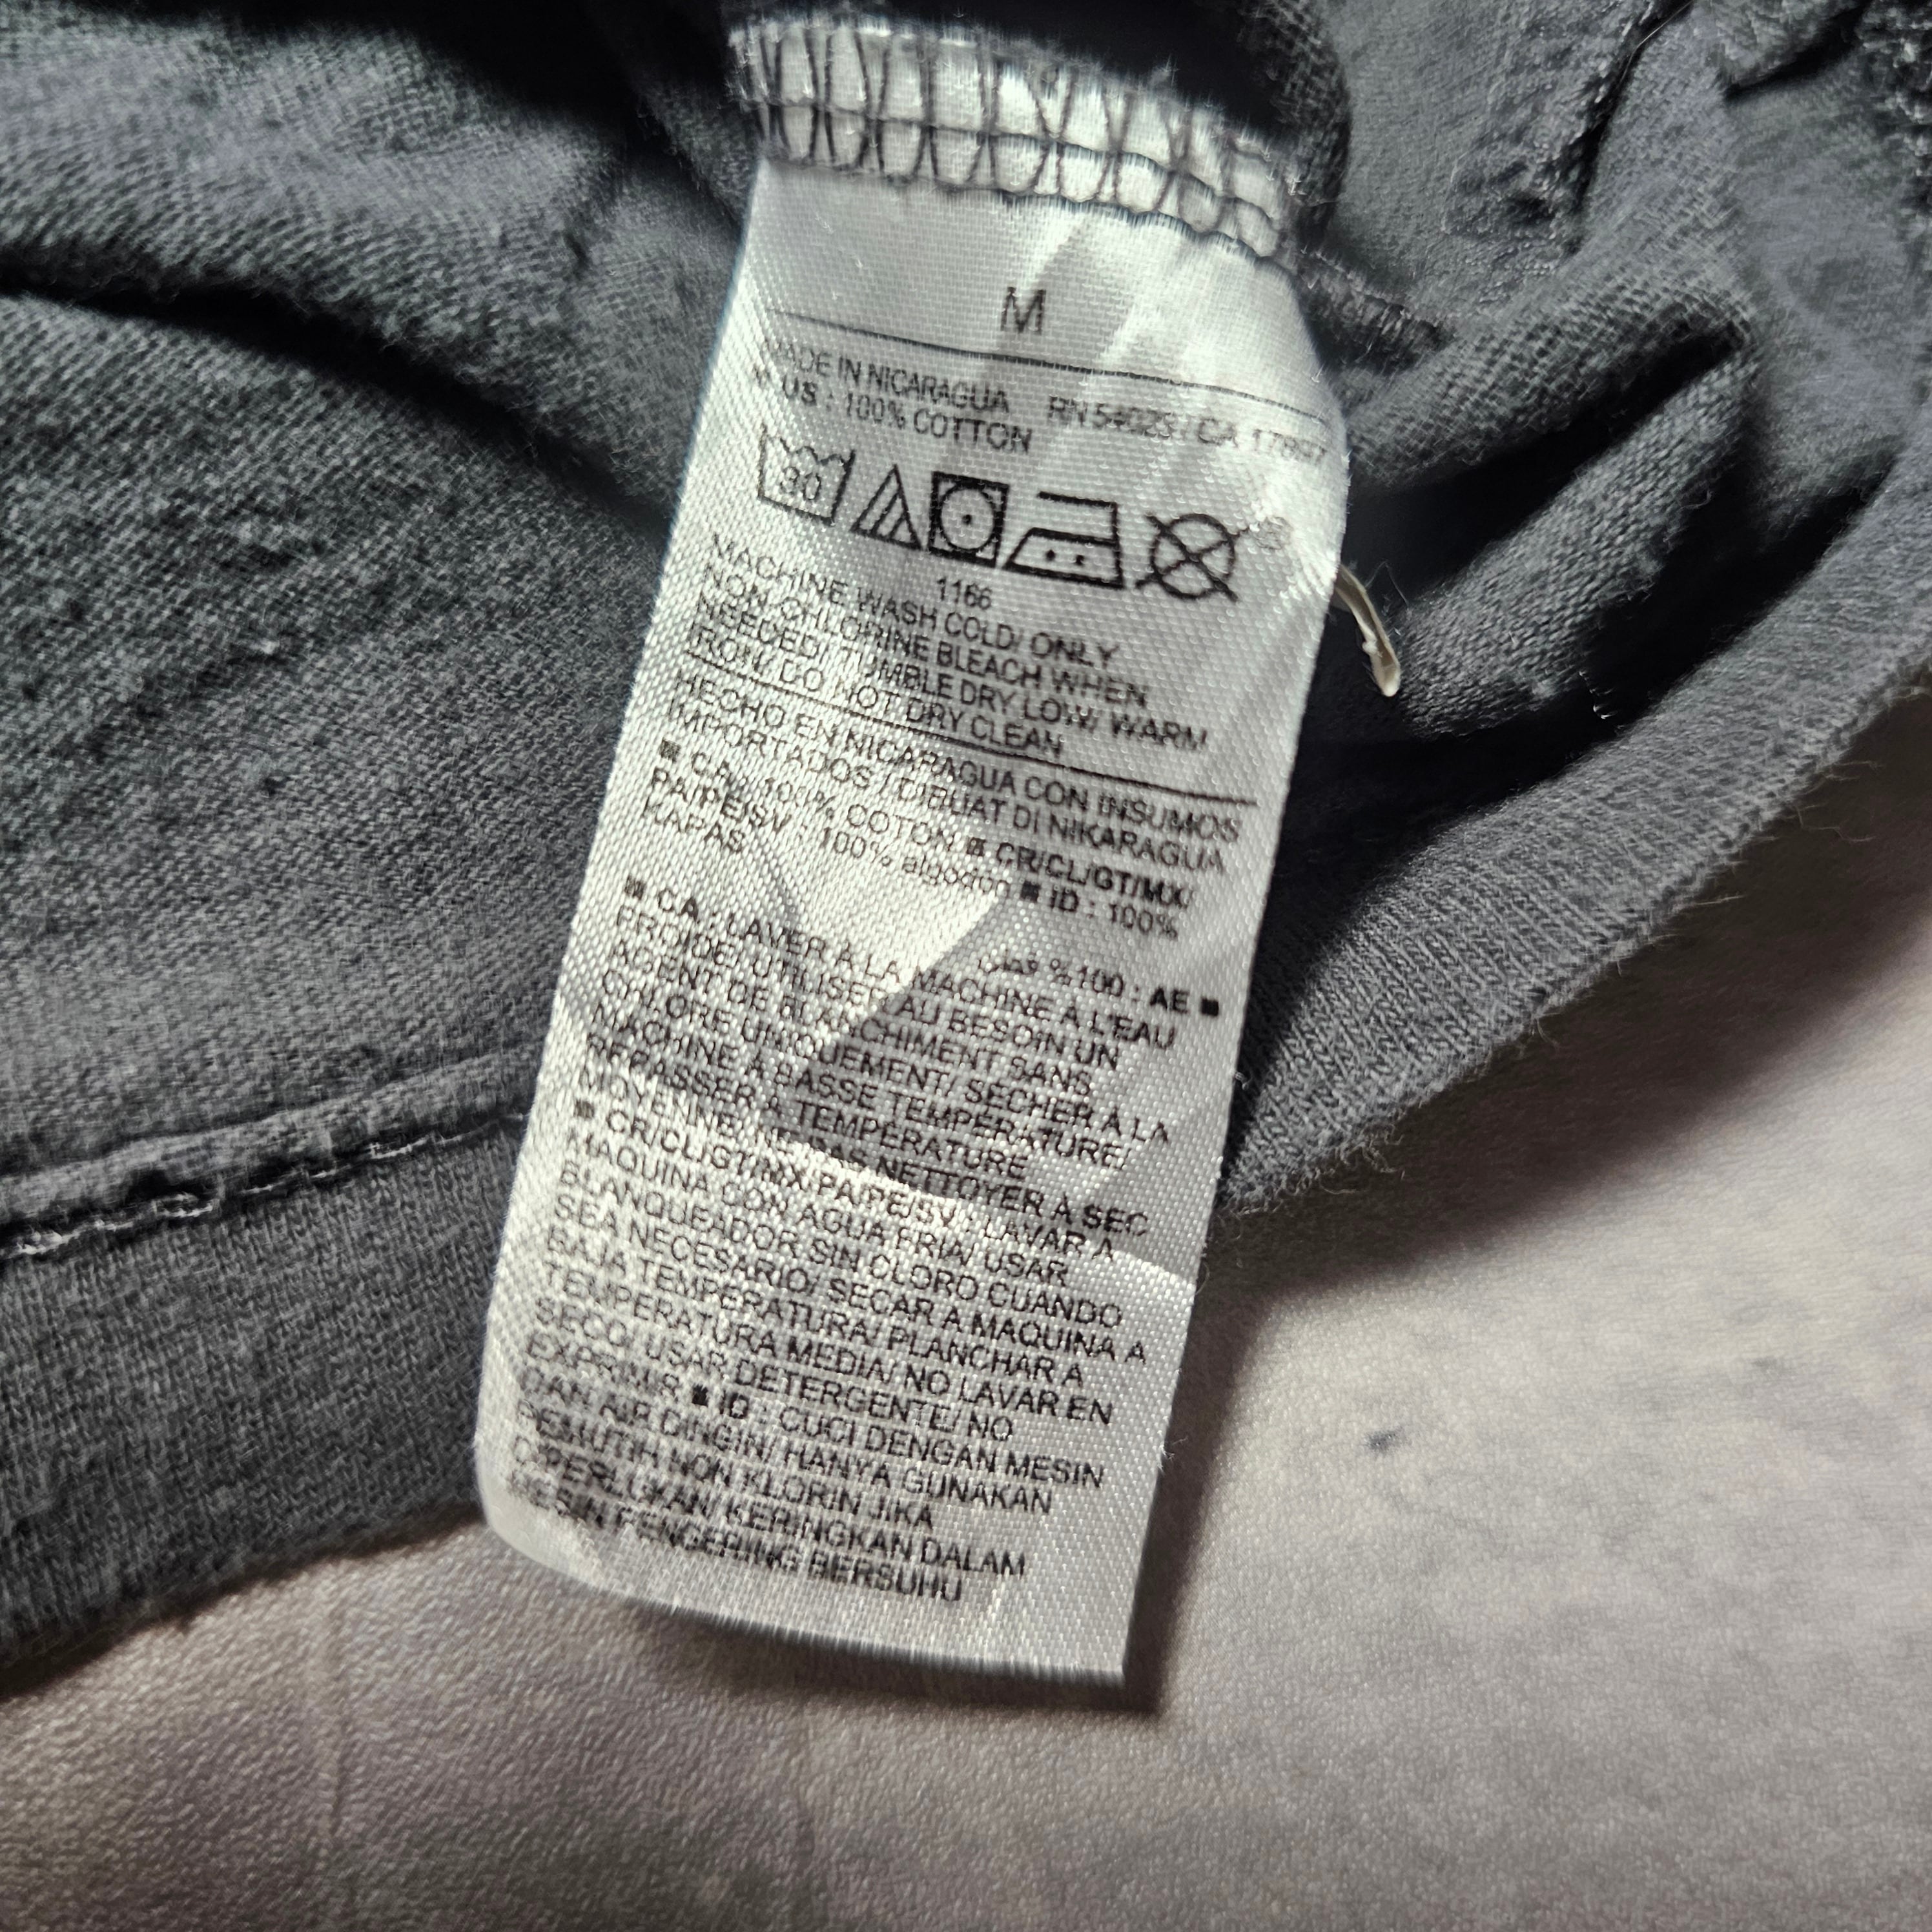 M
MADE IN NICARAGUA RN 54023 / CA 17897
US : 100% COTTON
30
1166
MACHINE WASH COLD/ ONLY
NON-CHLORINE BLEACH WHEN
NEEDED/ TUMBLE DRY LOW/ WARM
IRON/ DO NOT DRY CLEAN
HECHO EN NICARAGUA CON INSUMOS
IMPORTADOS / DIBUAT DI NIKARAGUA
■ CA : 100% COTON ■ CR/CL/GT/MX/
PA/PE/SV : 100% algodón ■ ID : 100%
KAPAS
■ AE : 100% قطن
■ CA : LAVER À LA MACHINE À L'EAU
FROIDE/ UTILISER AU BESOIN UN
AGENT DE BLANCHIMENT SANS
CHLORE UNIQUEMENT/ SÉCHER À LA
MACHINE À BASSE TEMPÉRATURE/
REPASSER À TEMPÉRATURE
MOYENNE/ PAS NETTOYER À SEC
■ CR/CL/GT/MX/PA/PE/SV : LAVAR A
MAQUINA CON AGUA FRIA/ USAR
BLANQUEADOR SIN CLORO CUANDO
SEA NECESARIO/ SECAR A MAQUINA A
BAJA TEMPERATURA/ PLANCHAR A
TEMPERATURA MEDIA/ NO LAVAR EN
SECO/ USAR DETERGENTE/ NO
EXPRIMIR ■ ID : CUCI DENGAN MESIN
DAN AIR DINGIN/ HANYA GUNAKAN
PEMUTIH NON KLORIN JIKA
DIPERLUKAN/ KERINGKAN DALAM
MESIN PENGERING BERSUHU